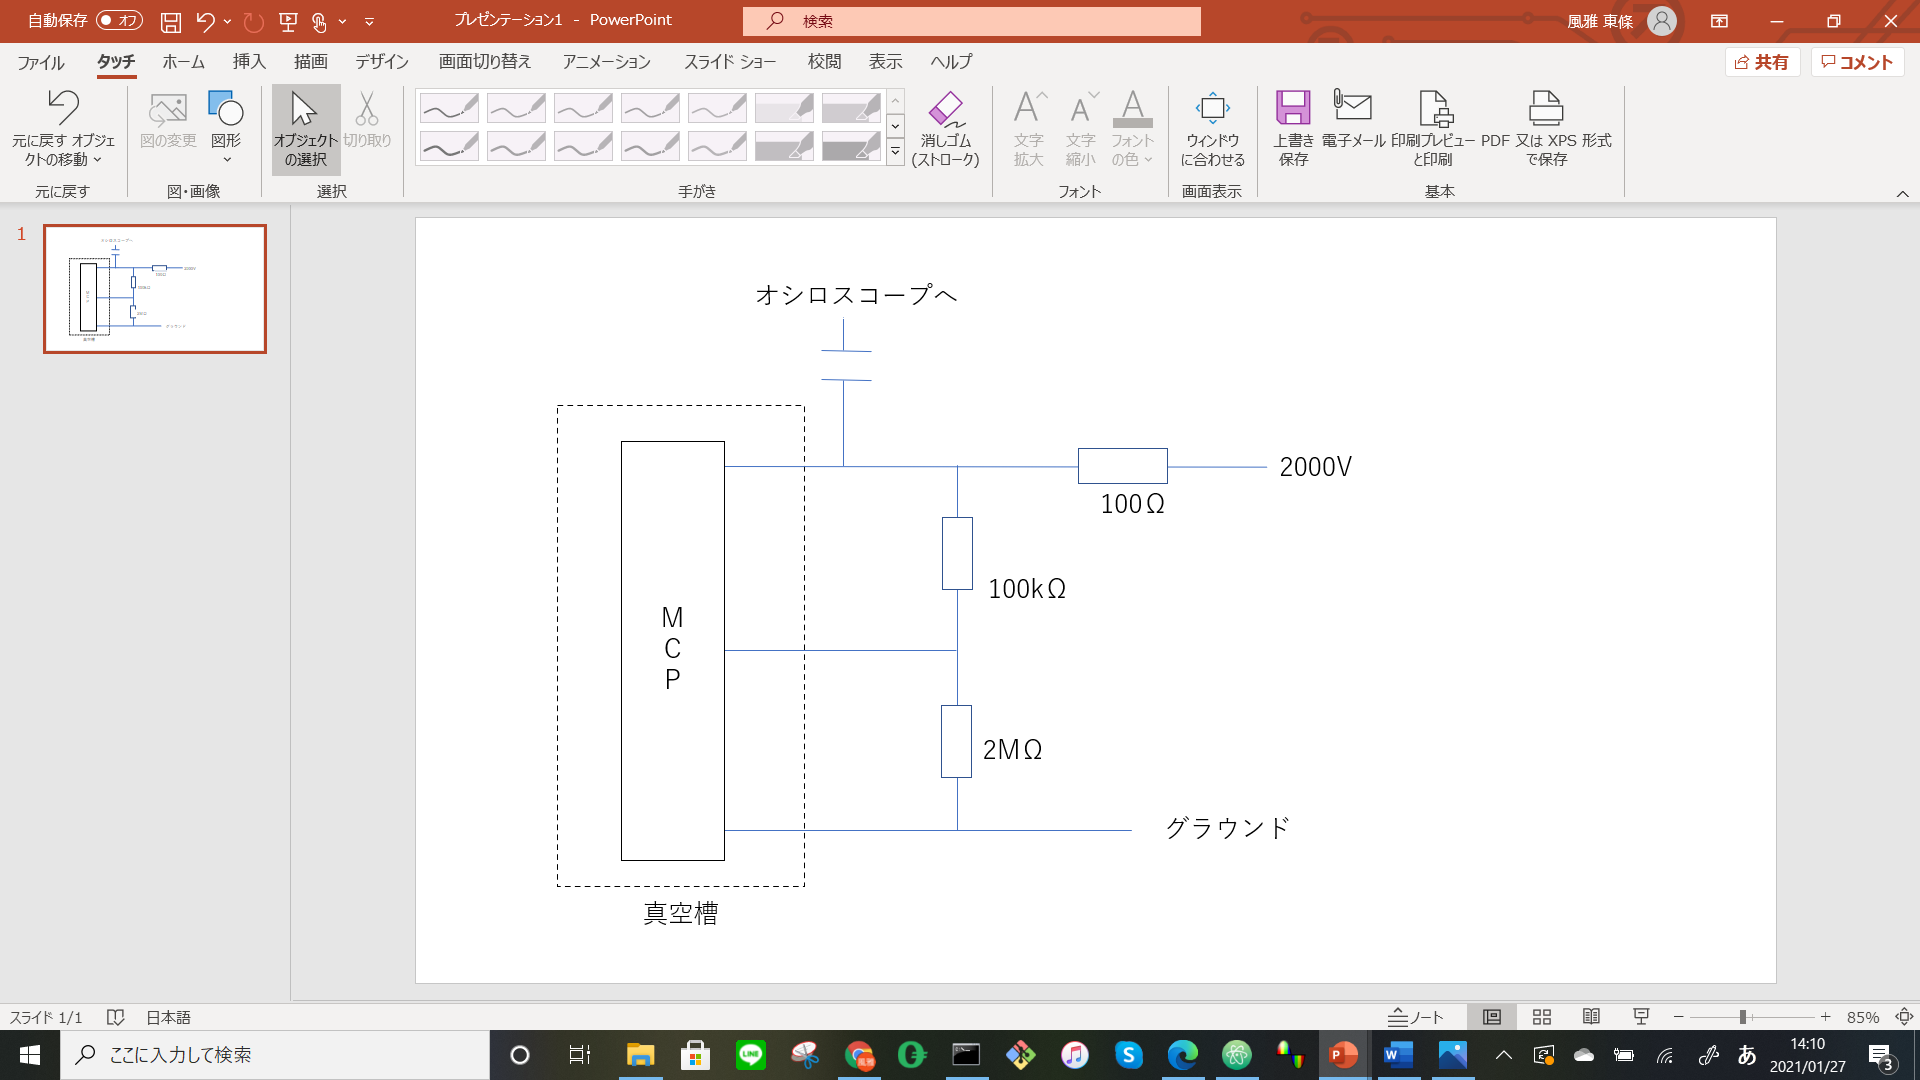 自動保存 オフ プレゼンテーション1 - PowerPoint 検索 風雅 東條
ファイル タッチ ホーム 挿入 描画 デザイン 画面切り替え アニメーション スライド ショー 校閲 表示 ヘルプ 共有 コメント
元に戻す オブジェクトの移動
図の変更
図形
オブジェクトの選択
切り取り
消しゴム
(ストローク)
文字
拡大
文字
縮小
フォント
の色
ウィンドウ
に合わせる
上書き
保存
電子メール
印刷プレビュー
と印刷
PDF 又は XPS 形式
で保存
元に戻す 図・画像 選択 手がき フォント 画面表示 基本
1
オシロスコープへ
2000V
100Ω
100kΩ
M
C
P
2MΩ
グラウンド
真空槽
スライド 1/1 日本語 ノート 85%
ここに入力して検索 あ 14:10
2021/01/27
3